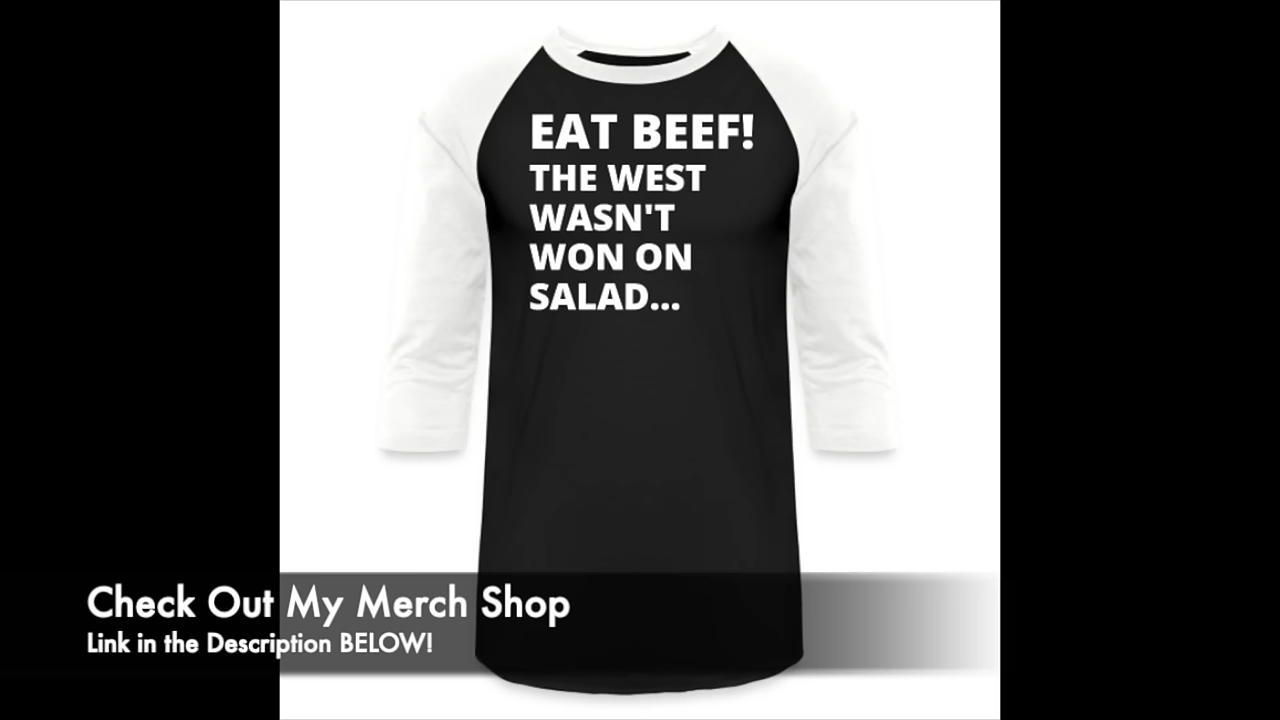 EAT BEEF!
THE WEST
WASN'T
WON ON
SALAD...
Check Out My Merch Shop
Link in the Description BELOW!